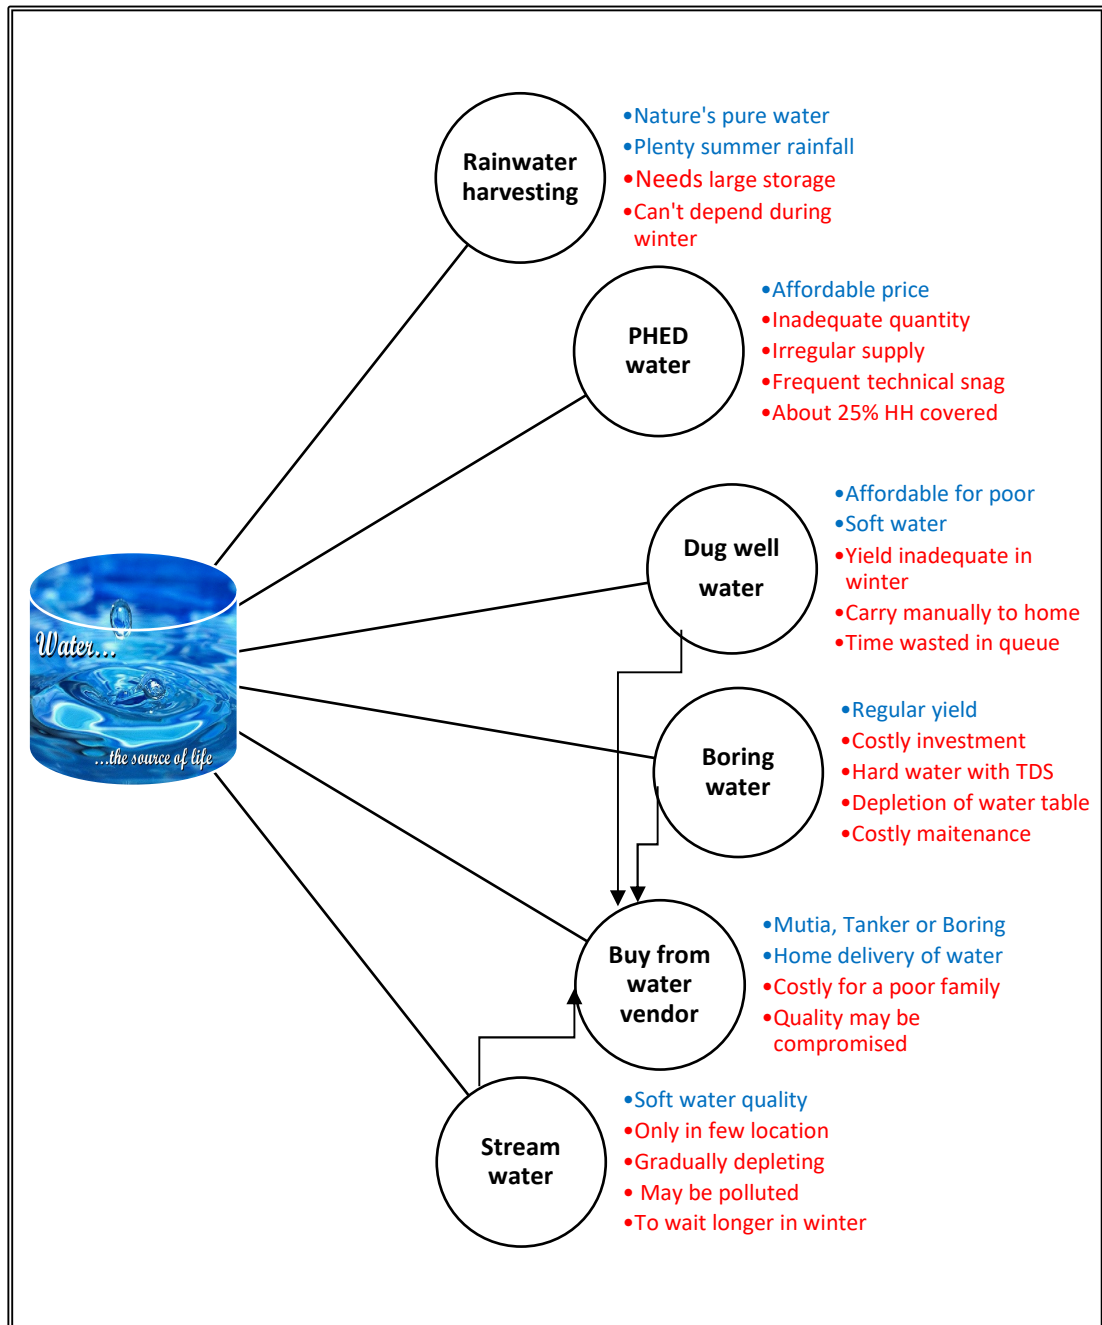 Rainwater
harvesting
•Nature's pure water
•Plenty summer rainfall
•Needs large storage
•Can't depend during
winter
PHED
water
•Affordable price
•Inadequate quantity
•Irregular supply
•Frequent technical snag
•About 25% HH covered
Dug well
water
•Affordable for poor
•Soft water
•Yield inadequate in
winter
•Carry manually to home
•Time wasted in queue
Water...
...the source of life
Boring
water
•Regular yield
•Costly investment
•Hard water with TDS
•Depletion of water table
•Costly maitenance
Buy from
water
vendor
•Mutia, Tanker or Boring
•Home delivery of water
•Costly for a poor family
•Quality may be
compromised
Stream
water
•Soft water quality
•Only in few location
•Gradually depleting
• May be polluted
•To wait longer in winter